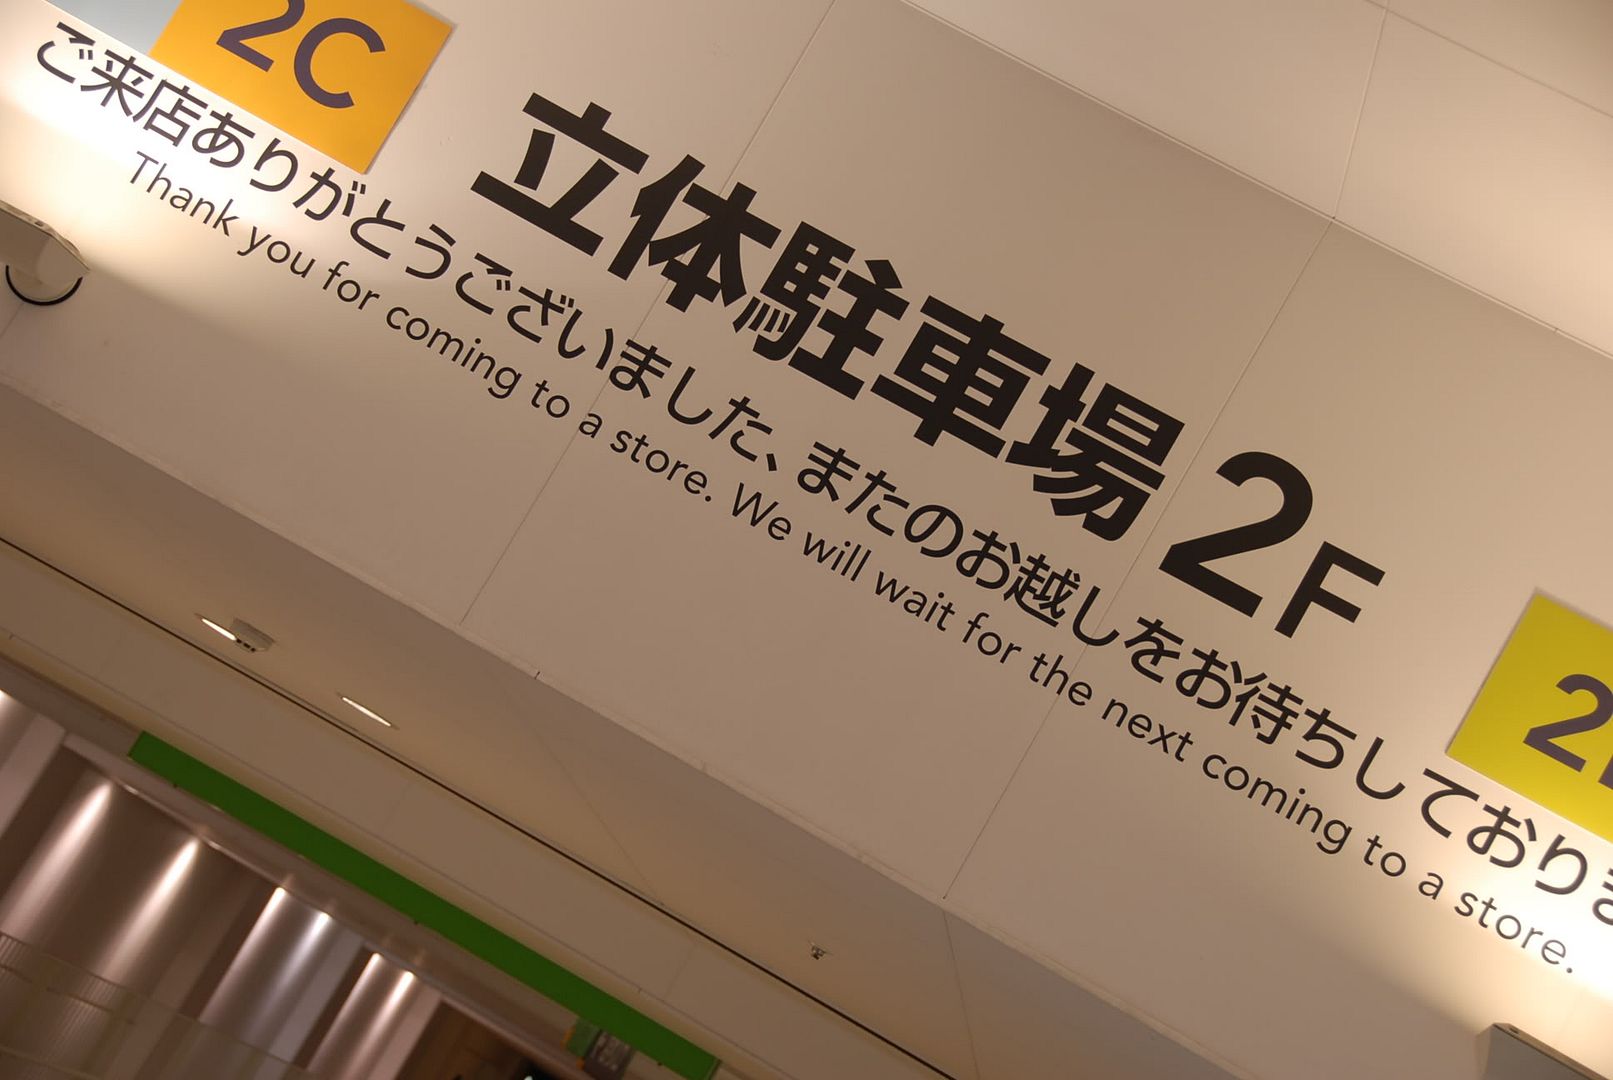 2C
立体駐車場 2F
ご来店ありがとうございました、またのお越しをお待ちしており
Thank you for coming to a store. We will wait for the next coming to a store.
2